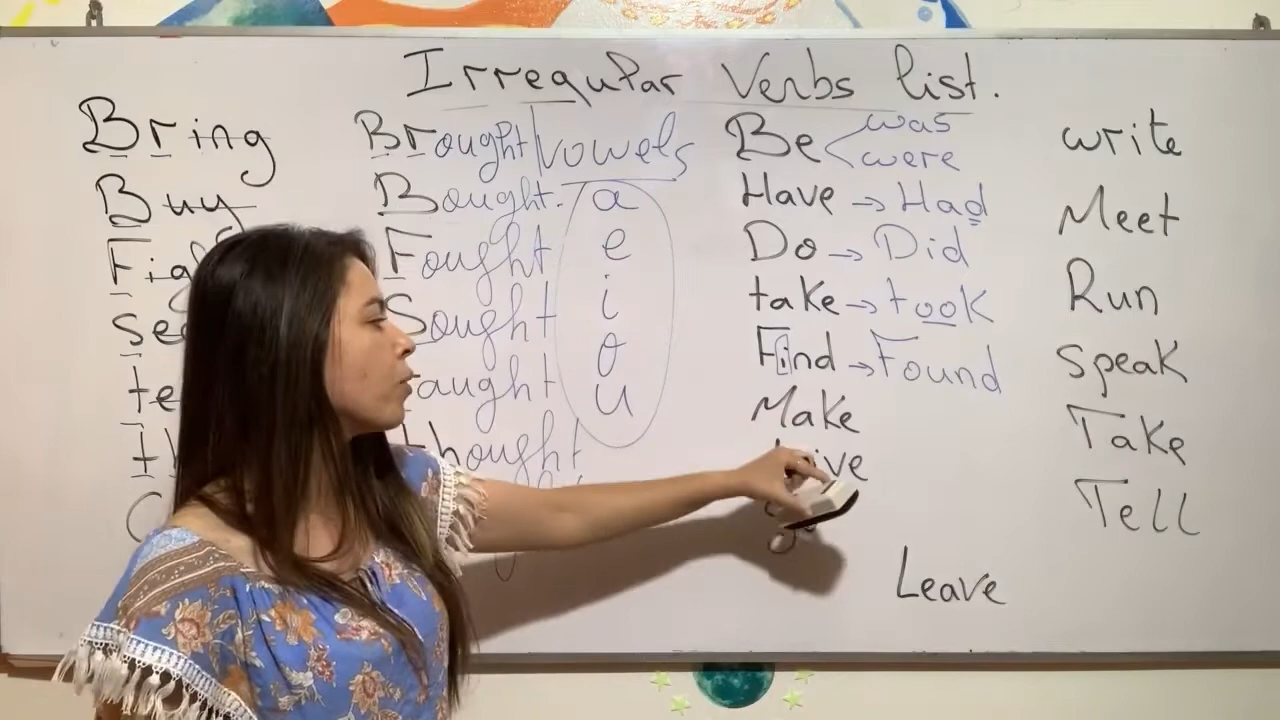 Irregular Verbs list.
Bring Brought vowels Be was were write
Buy Bought. a Have → Had Meet
Fought e Do → Did Run
Sought i take → took speak
o Find → Found Take
u Make Tell
Leave